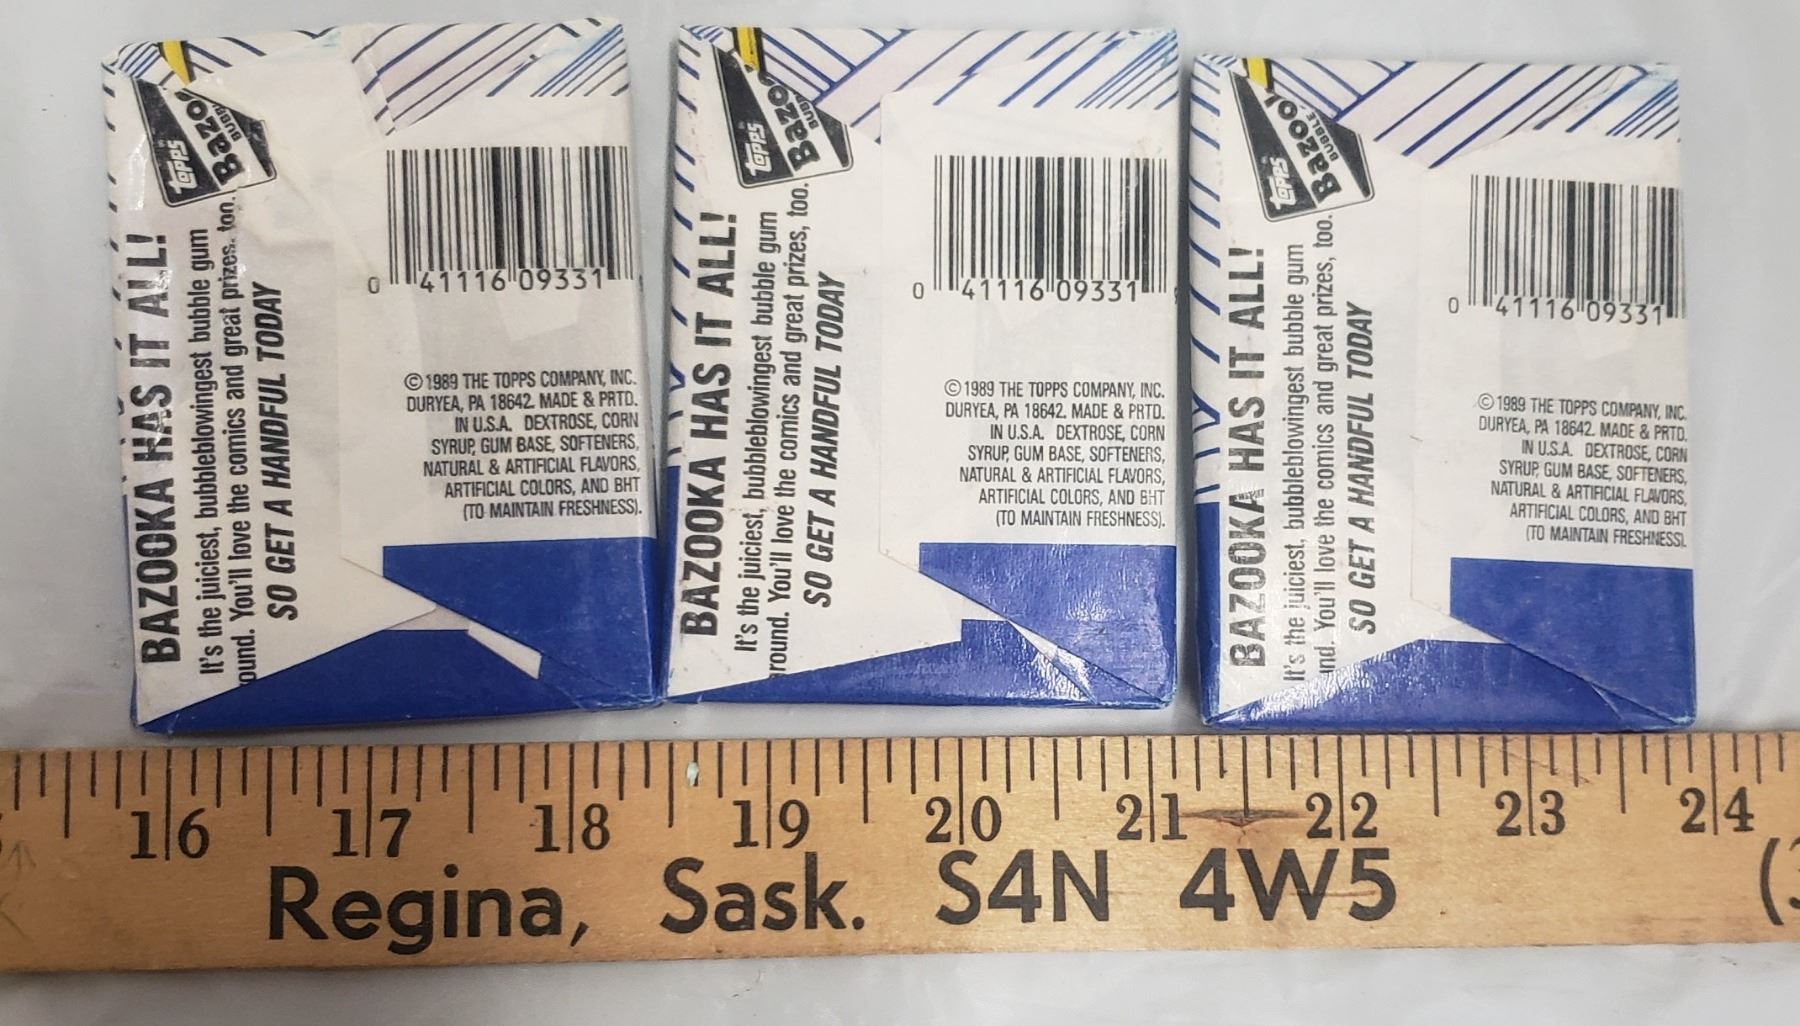 topps
Bazoo
BUBB
BAZOOKA HAS IT ALL!
It's the juiciest, bubbleblowingest bubble gum
ound. You'll love the comics and great prizes, too.
SO GET A HANDFUL TODAY
0 41116 09331
©1989 THE TOPPS COMPANY, INC.
DURYEA, PA 18642. MADE & PRTD.
IN U.S.A. DEXTROSE, CORN
SYRUP, GUM BASE, SOFTENERS,
NATURAL & ARTIFICIAL FLAVORS,
ARTIFICIAL COLORS, AND BHT
(TO MAINTAIN FRESHNESS).
topps
Bazoo
BUBB
BAZOOKA HAS IT ALL!
It's the juiciest, bubbleblowingest bubble gum
round. You'll love the comics and great prizes, too.
SO GET A HANDFUL TODAY
0 41116 09331
©1989 THE TOPPS COMPANY, INC.
DURYEA, PA 18642. MADE & PRTD.
IN U.S.A. DEXTROSE, CORN
SYRUP, GUM BASE, SOFTENERS,
NATURAL & ARTIFICIAL FLAVORS,
ARTIFICIAL COLORS, AND BHT
(TO MAINTAIN FRESHNESS).
topps
Bazoo
BUBBLE
BAZOOKA HAS IT ALL!
It's the juiciest, bubbleblowingest bubble gum
und. You'll love the comics and great prizes, too.
SO GET A HANDFUL TODAY
0 41116 09331
©1989 THE TOPPS COMPANY, INC.
DURYEA, PA 18642. MADE & PRTD.
IN U.S.A. DEXTROSE, CORN
SYRUP, GUM BASE, SOFTENERS,
NATURAL & ARTIFICIAL FLAVORS,
ARTIFICIAL COLORS, AND BHT
(TO MAINTAIN FRESHNESS).
16 17 18 19 20 21 22 23 24
Regina, Sask. S4N 4W5